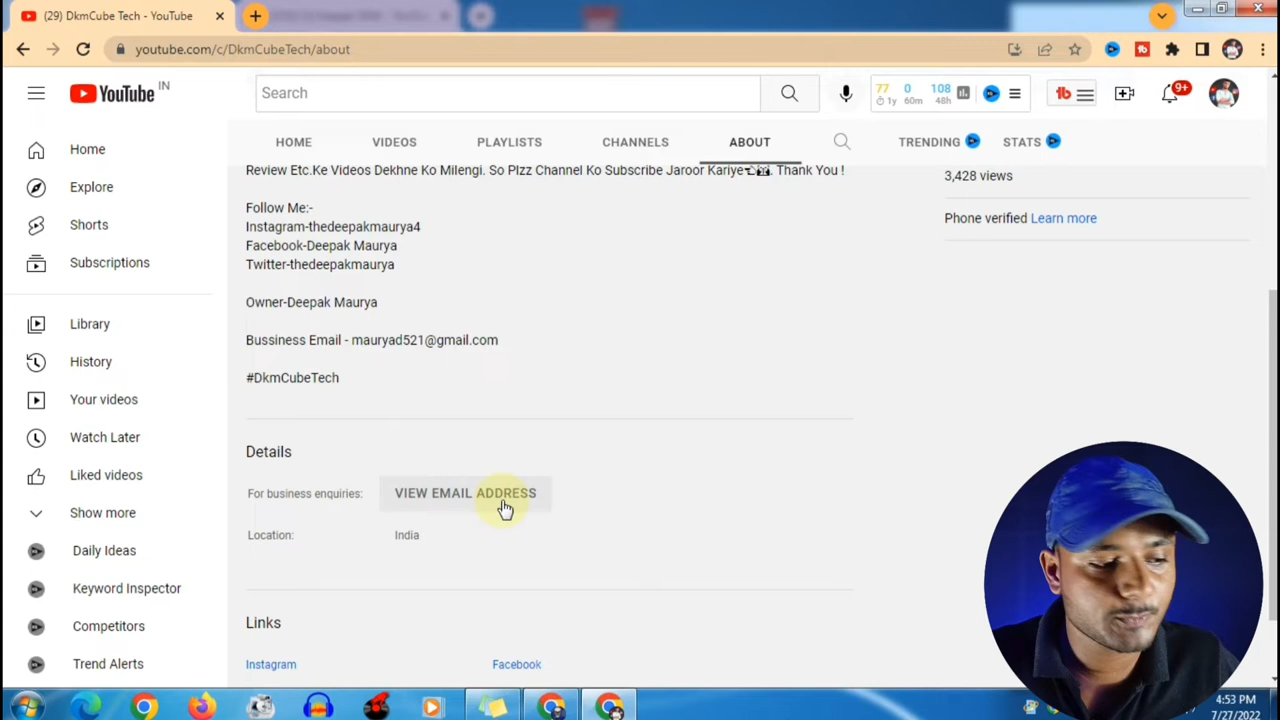 (29) DkmCube Tech - YouTube
youtube.com/c/DkmCubeTech/about
YouTube IN
Search
77 0 108
1y 60m 48h
tb
9+
HOME VIDEOS PLAYLISTS CHANNELS ABOUT TRENDING STATS
Home
Explore
Shorts
Subscriptions
Library
History
Your videos
Watch Later
Liked videos
Show more
Daily Ideas
Keyword Inspector
Competitors
Trend Alerts
Review Etc.Ke Videos Dekhne Ko Milengi. So Plzz Channel Ko Subscribe Jaroor Kariye👈🙏. Thank You !
Follow Me:-
Instagram-thedeepakmaurya4
Facebook-Deepak Maurya
Twitter-thedeepakmaurya
Owner-Deepak Maurya
Bussiness Email - mauryad521@gmail.com
#DkmCubeTech
Details
For business enquiries: VIEW EMAIL ADDRESS
Location: India
Links
Instagram Facebook
3,428 views
Phone verified Learn more
4:53 PM
7/27/2022